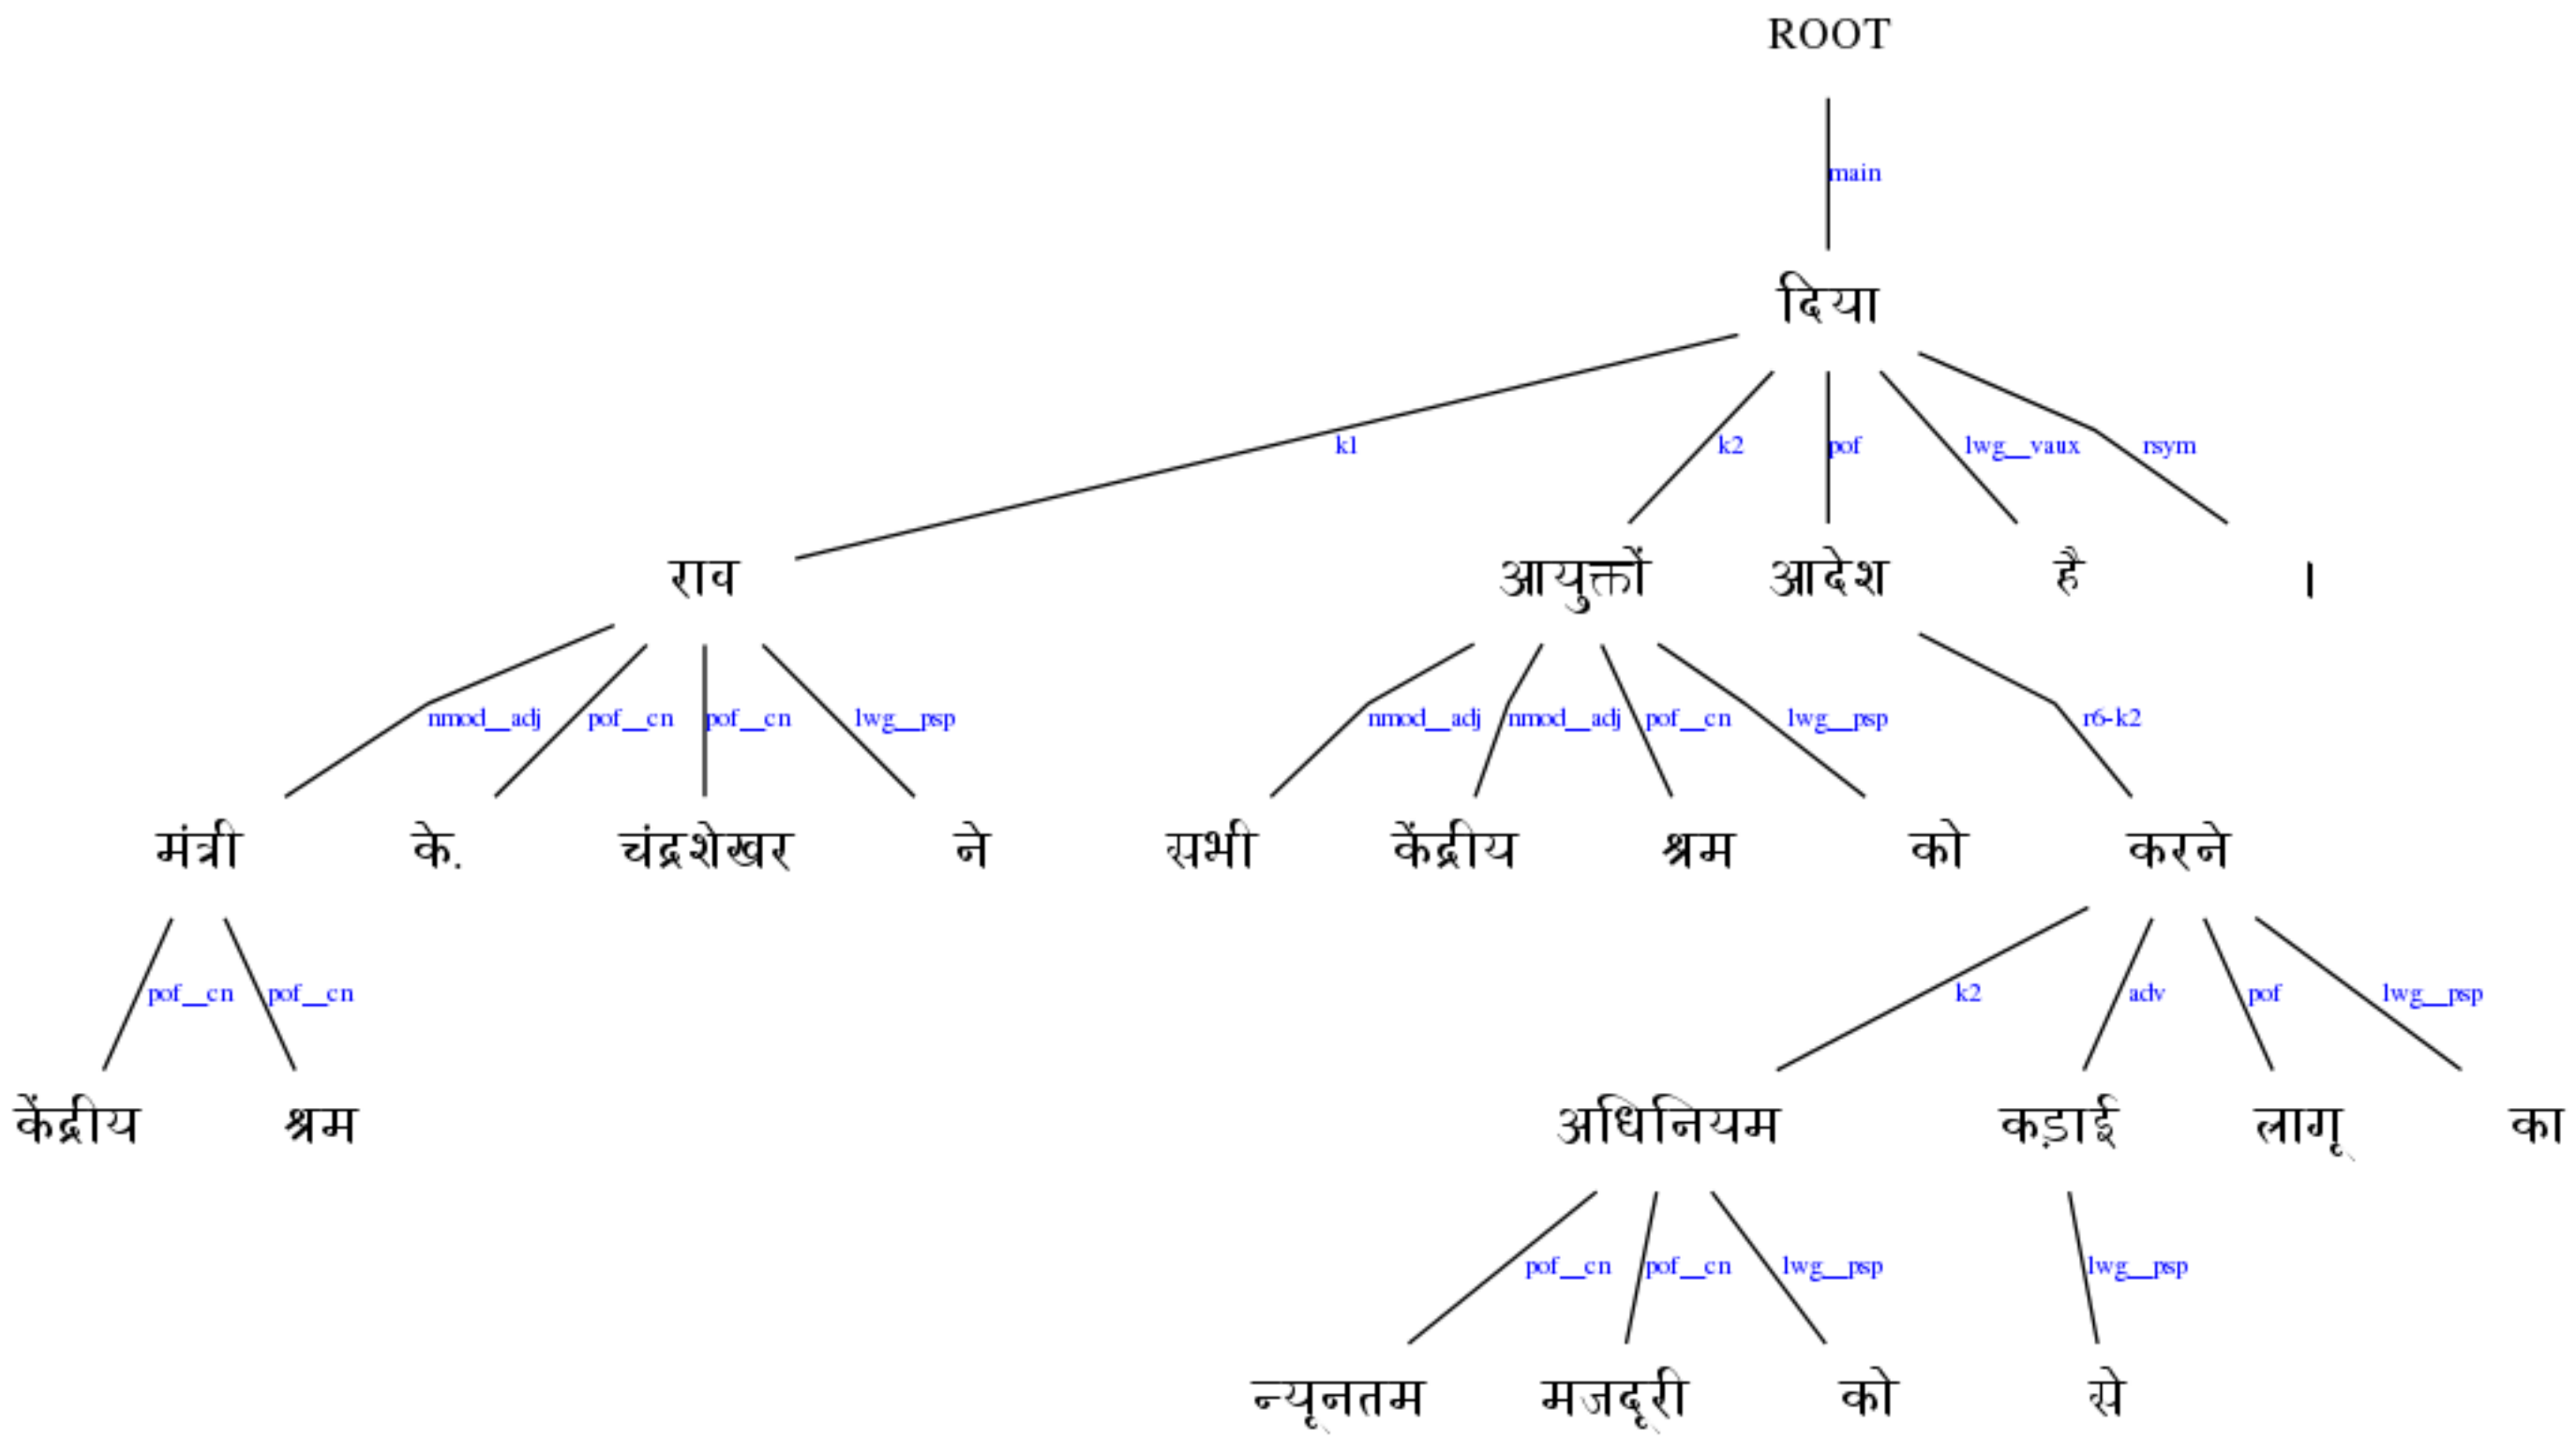 ROOT
main
दिया
k1 k2 pof lwg__vaux rsym
राव आयुक्तों आदेश है ।
nmod__adj pof__cn pof__cn lwg__psp nmod__adj nmod__adj pof__cn lwg__psp r6-k2
मंत्री के. चंद्रशेखर ने सभी केंद्रीय श्रम को करने
pof__cn pof__cn k2 adv pof lwg__psp
केंद्रीय श्रम अधिनियम कड़ाई लागू का
pof__cn pof__cn lwg__psp lwg__psp
न्यूनतम मजदूरी को से